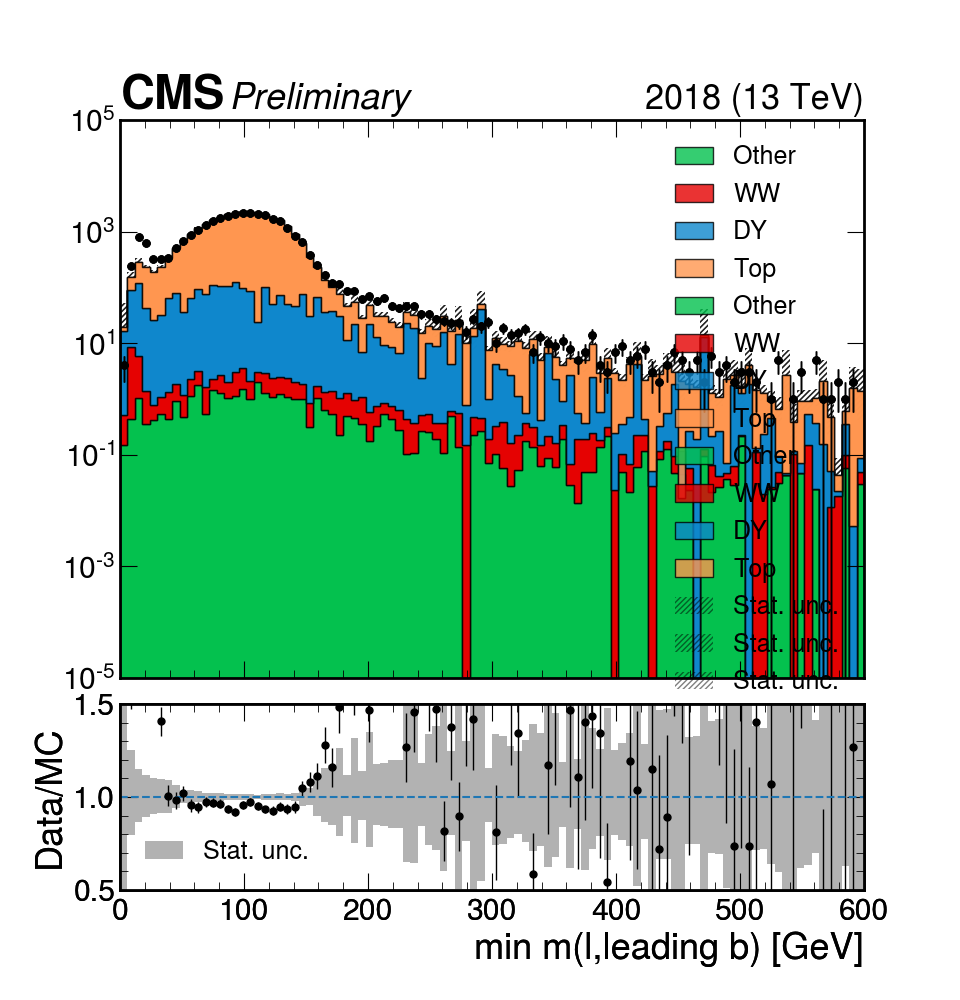 CMS Preliminary 2018 (13 TeV)
10^5
10^3
10^1
10^-1
10^-3
10^-5
Other
WW
DY
Top
Other
WW
DY
Top
Other
WW
DY
Top
Stat. unc.
Stat. unc.
Stat. unc.
1.5
1.0
0.5
Data/MC
Stat. unc.
0 100 200 300 400 500 600
min m(l,leading b) [GeV]